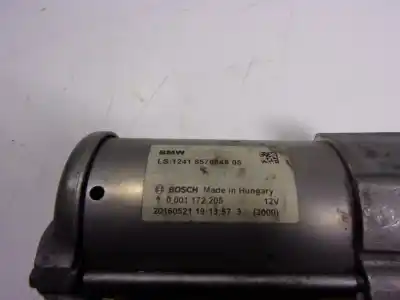 BMW
LS:1241 8570846 05
BOSCH Made in Hungary
0 001 172 205 12V
20160521 19:13:57 3 (2000)